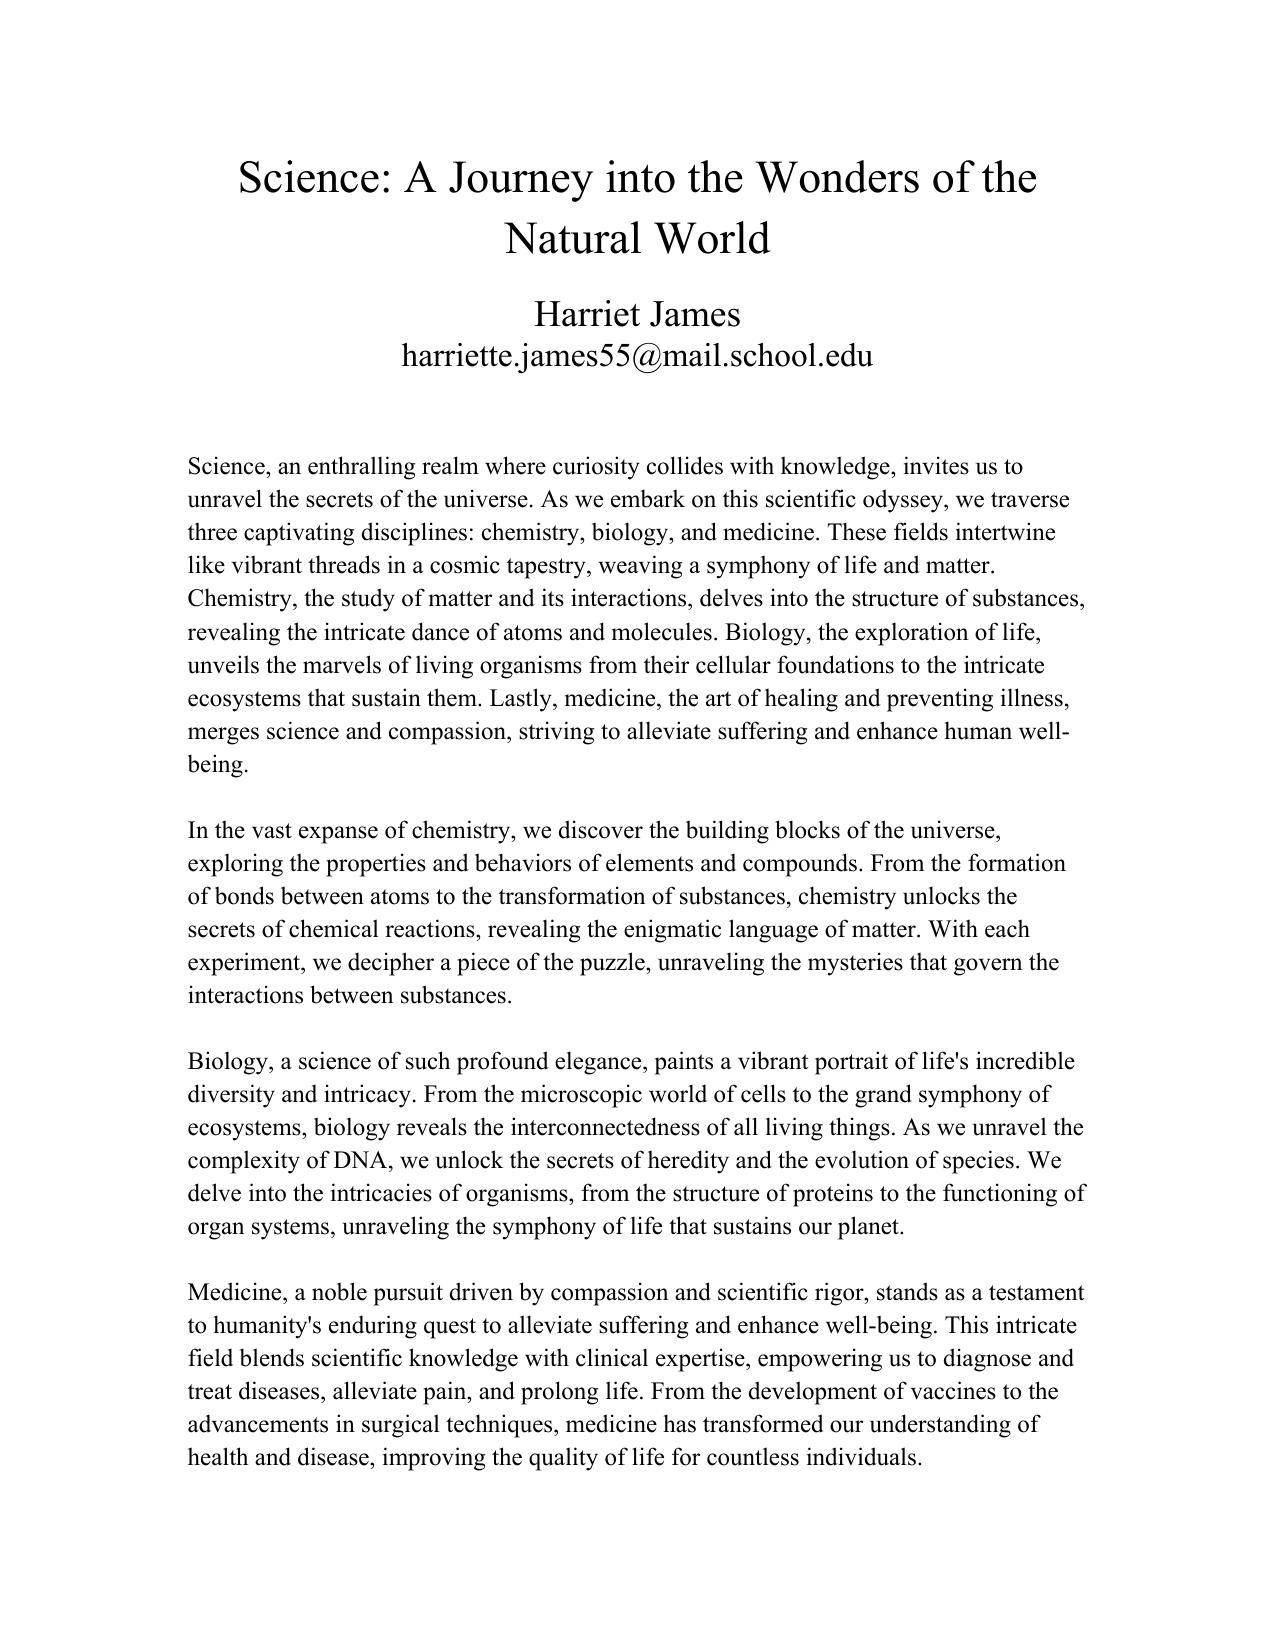 Science: A Journey into the Wonders of the
Natural World
Harriet James
harriette.james55@mail.school.edu
Science, an enthralling realm where curiosity collides with knowledge, invites us to
unravel the secrets of the universe. As we embark on this scientific odyssey, we traverse
three captivating disciplines: chemistry, biology, and medicine. These fields intertwine
like vibrant threads in a cosmic tapestry, weaving a symphony of life and matter.
Chemistry, the study of matter and its interactions, delves into the structure of substances,
revealing the intricate dance of atoms and molecules. Biology, the exploration of life,
unveils the marvels of living organisms from their cellular foundations to the intricate
ecosystems that sustain them. Lastly, medicine, the art of healing and preventing illness,
merges science and compassion, striving to alleviate suffering and enhance human well-
being.
In the vast expanse of chemistry, we discover the building blocks of the universe,
exploring the properties and behaviors of elements and compounds. From the formation
of bonds between atoms to the transformation of substances, chemistry unlocks the
secrets of chemical reactions, revealing the enigmatic language of matter. With each
experiment, we decipher a piece of the puzzle, unraveling the mysteries that govern the
interactions between substances.
Biology, a science of such profound elegance, paints a vibrant portrait of life's incredible
diversity and intricacy. From the microscopic world of cells to the grand symphony of
ecosystems, biology reveals the interconnectedness of all living things. As we unravel the
complexity of DNA, we unlock the secrets of heredity and the evolution of species. We
delve into the intricacies of organisms, from the structure of proteins to the functioning of
organ systems, unraveling the symphony of life that sustains our planet.
Medicine, a noble pursuit driven by compassion and scientific rigor, stands as a testament
to humanity's enduring quest to alleviate suffering and enhance well-being. This intricate
field blends scientific knowledge with clinical expertise, empowering us to diagnose and
treat diseases, alleviate pain, and prolong life. From the development of vaccines to the
advancements in surgical techniques, medicine has transformed our understanding of
health and disease, improving the quality of life for countless individuals.